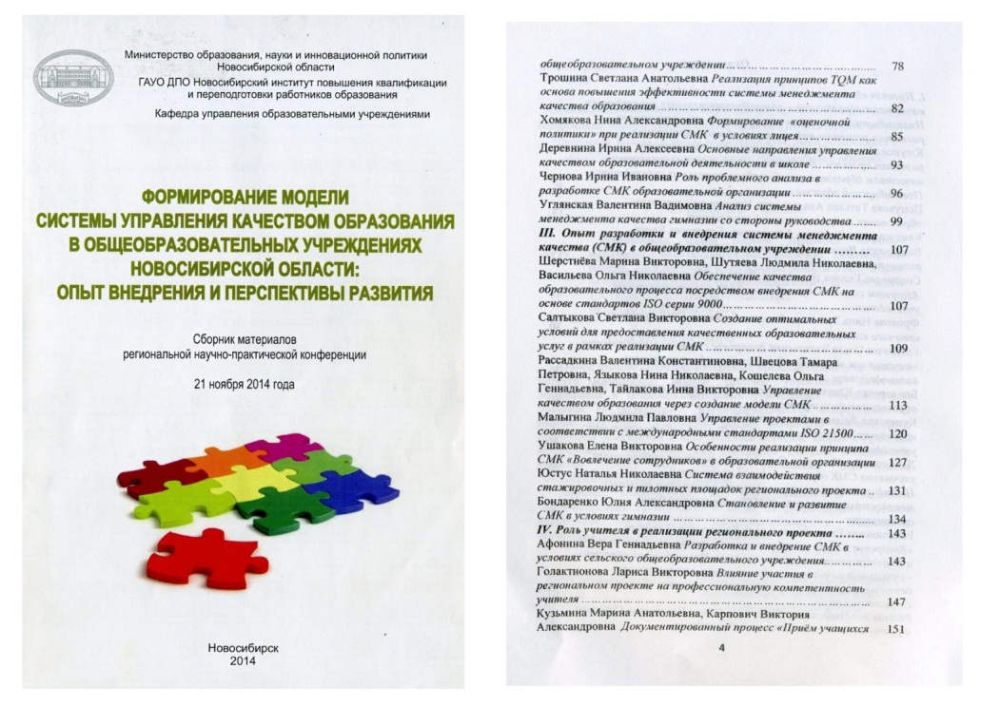 Министерство образования, науки и инновационной политики
Новосибирской области
ГАУО ДПО Новосибирский институт повышения квалификации
и переподготовки работников образования
Кафедра управления образовательными учреждениями
ФОРМИРОВАНИЕ МОДЕЛИ
СИСТЕМЫ УПРАВЛЕНИЯ КАЧЕСТВОМ ОБРАЗОВАНИЯ
В ОБЩЕОБРАЗОВАТЕЛЬНЫХ УЧРЕЖДЕНИЯХ
НОВОСИБИРСКОЙ ОБЛАСТИ:
ОПЫТ ВНЕДРЕНИЯ И ПЕРСПЕКТИВЫ РАЗВИТИЯ
Сборник материалов
региональной научно-практической конференции
21 ноября 2014 года
Новосибирск
2014
общеобразовательном учреждении……………………………… 78
Трошина Светлана Анатольевна Реализация принципов TQM как
основа повышения эффективности системы менеджмента
качества образования ……………………………………… 82
Хомякова Нина Александровна Формирование «оценочной
политики» при реализации СМК в условиях лицея……………… 85
Деревнина Ирина Алексеевна Основные направления управления
качеством образовательной деятельности в школе ……………… 93
Чернова Ирина Ивановна Роль проблемного анализа в
разработке СМК образовательной организации ……………… 96
Углянская Валентина Вадимовна Анализ системы
менеджмента качества гимназии со стороны руководства ……. 99
III. Опыт разработки и внедрения системы менеджмента
качества (СМК) в общеобразовательном учреждении ……… 107
Шерстнёва Марина Викторовна, Шутяева Людмила Николаевна,
Васильева Ольга Николаевна Обеспечение качества
образовательного процесса посредством внедрения СМК на
основе стандартов ISO серии 9000……………………………… 107
Салтыкова Светлана Викторовна Создание оптимальных
условий для предоставления качественных образовательных
услуг в рамках реализации СМК ……………………………… 109
Рассадкина Валентина Константиновна, Швецова Тамара
Петровна, Языкова Нина Николаевна, Кошелева Ольга
Геннадьевна, Тайлакова Инна Викторовна Управление
качеством образования через создание модели СМК ……………… 113
Малыгина Людмила Павловна Управление проектами в
соответствии с международными стандартами ISO 21500…… 120
Ушакова Елена Викторовна Особенности реализации принципа
СМК «Вовлечение сотрудников» в образовательной организации 127
Юстус Наталья Николаевна Система взаимодействия
стажировочных и пилотных площадок регионального проекта .. 131
Бондаренко Юлия Александровна Становление и развитие
СМК в условиях гимназии ……………………………………… 134
IV. Роль учителя в реализации регионального проекта …….. 143
Афонина Вера Геннадьевна Разработка и внедрение СМК в
условиях сельского общеобразовательного учреждения……… 143
Голактионова Лариса Викторовна Влияние участия в
региональном проекте на профессиональную компетентность
учителя …………………………………………………………… 147
Кузьмина Марина Анатольевна, Карпович Виктория
Александровна Документированный процесс «Приём учащихся 151
4